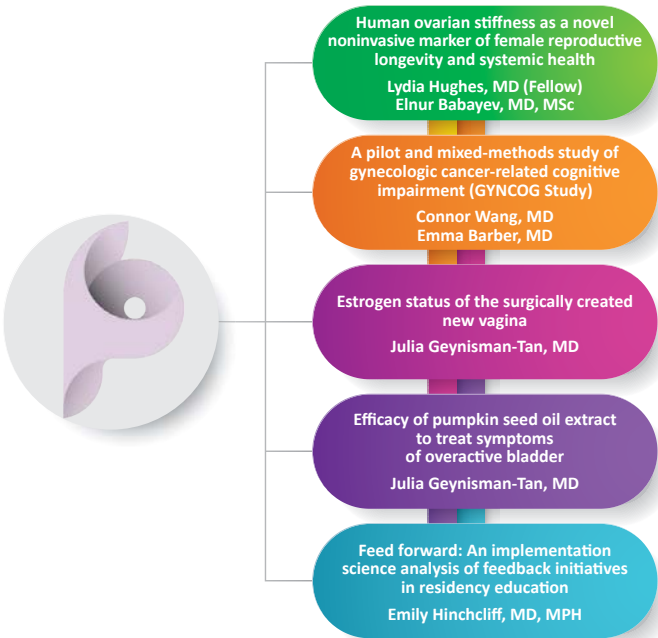 Human ovarian stiffness as a novel
noninvasive marker of female reproductive
longevity and systemic health
Lydia Hughes, MD (Fellow)
Elnur Babayev, MD, MSc
A pilot and mixed-methods study of
gynecologic cancer-related cognitive
impairment (GYNCOG Study)
Connor Wang, MD
Emma Barber, MD
Estrogen status of the surgically created
new vagina
Julia Geynisman-Tan, MD
Efficacy of pumpkin seed oil extract
to treat symptoms
of overactive bladder
Julia Geynisman-Tan, MD
Feed forward: An implementation
science analysis of feedback initiatives
in residency education
Emily Hinchcliff, MD, MPH